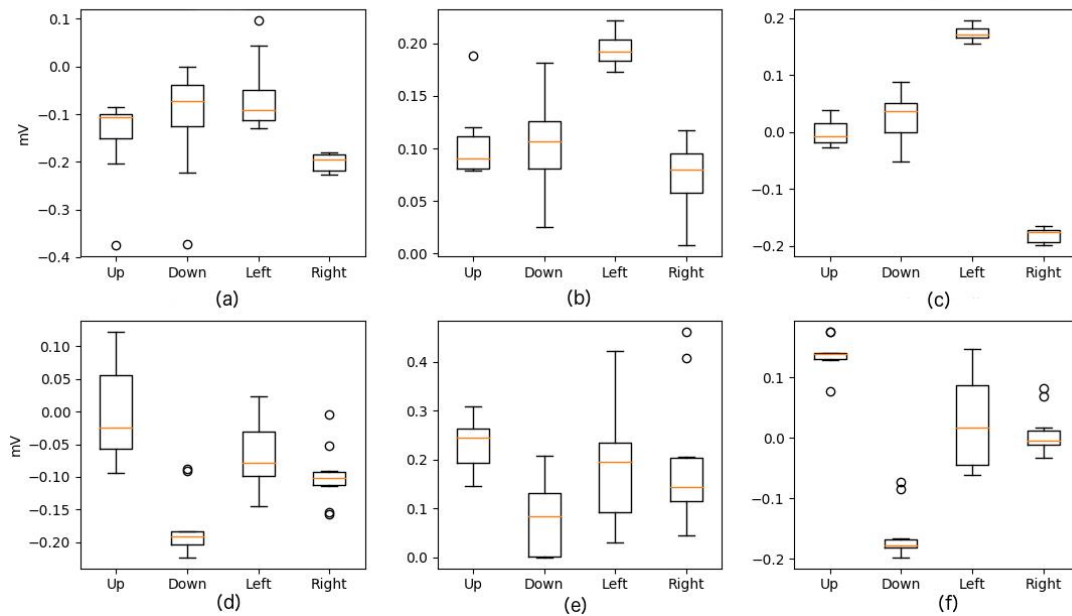 0.1
0.0
−0.1
−0.2
−0.3
−0.4
mV
Up Down Left Right
(a)
0.20
0.15
0.10
0.05
0.00
Up Down Left Right
(b)
0.2
0.1
0.0
−0.1
−0.2
Up Down Left Right
(c)
0.10
0.05
0.00
−0.05
−0.10
−0.15
−0.20
mV
Up Down Left Right
(d)
0.4
0.3
0.2
0.1
0.0
Up Down Left Right
(e)
0.1
0.0
−0.1
−0.2
Up Down Left Right
(f)